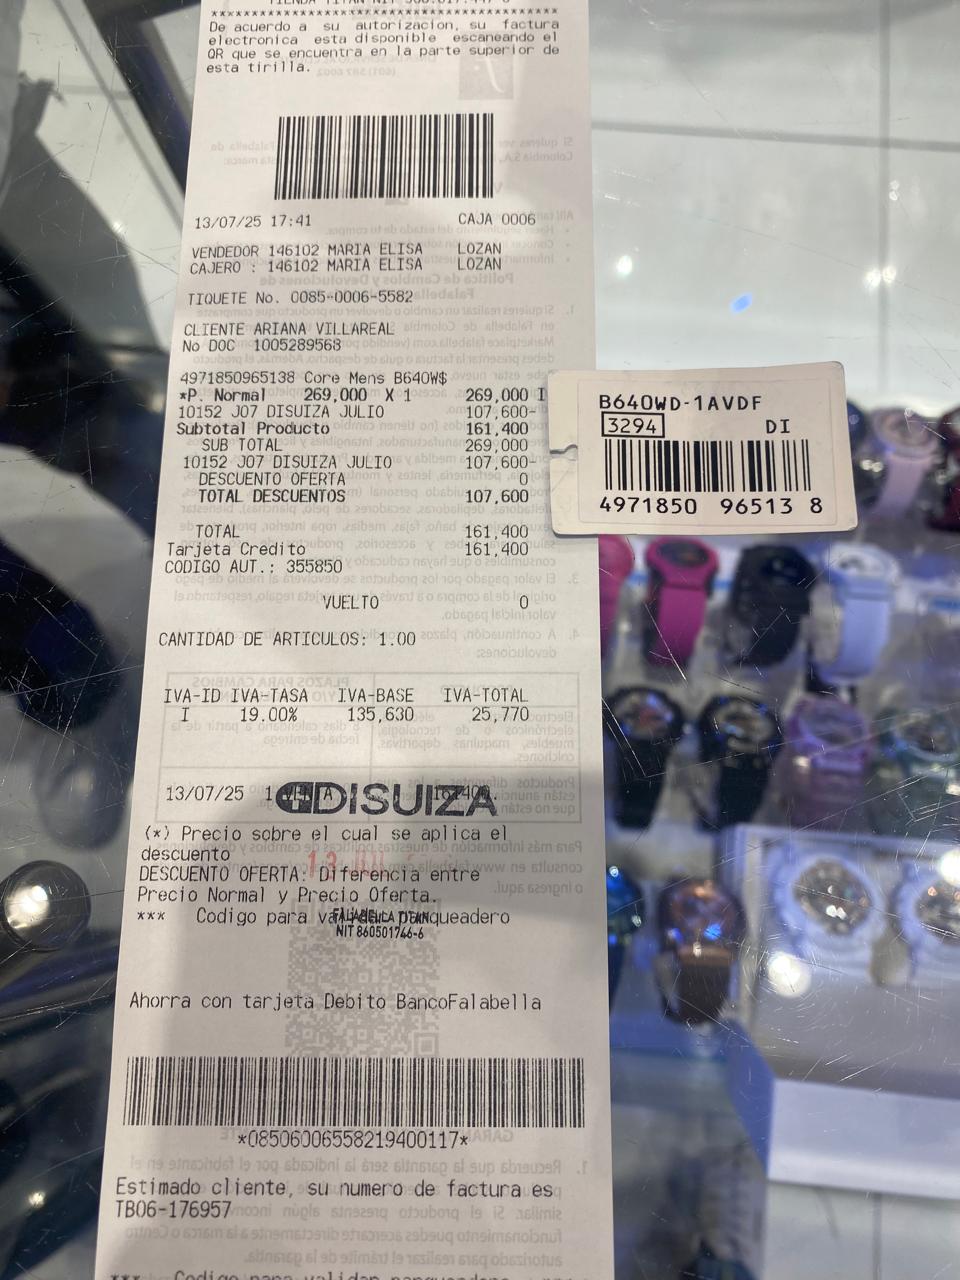 ***************************************
De acuerdo a su autorizacion, su factura
electronica esta disponible escaneando el
QR que se encuentra en la parte superior de
esta tirilla.
13/07/25 17:41 CAJA 0006
VENDEDOR 146102 MARIA ELISA LOZAN
CAJERO : 146102 MARIA ELISA LOZAN
TIQUETE No. 0085-0006-5582
CLIENTE ARIANA VILLAREAL
No DOC 1005289568
4971850965138 Core Mens B640W$
*P. Normal 269,000 X 1 269,000 I
10152 J07 DISUIZA JULIO 107,600-
Subtotal Producto 161,400
SUB TOTAL 269,000
10152 J07 DISUIZA JULIO 107,600-
DESCUENTO OFERTA 0
TOTAL DESCUENTOS 107,600
TOTAL 161,400
Tarjeta Credito 161,400
CODIGO AUT.: 355850
VUELTO 0
CANTIDAD DE ARTICULOS: 1.00
IVA-ID IVA-TASA IVA-BASE IVA-TOTAL
I 19.00% 135,630 25,770
13/07/25 1
DISUIZA
(*) Precio sobre el cual se aplica el
descuento
13 JUL
DESCUENTO OFERTA: Diferencia entre
Precio Normal y Precio Oferta.
*** Codigo para
FALABELLA TITAN
NIT 860501746-6
Ahorra con tarjeta Debito BancoFalabella
*08506006558219400117*
Estimado cliente, su numero de factura es
TB06-176957
B640WD-1AVDF
3294 DI
4971850 96513 8